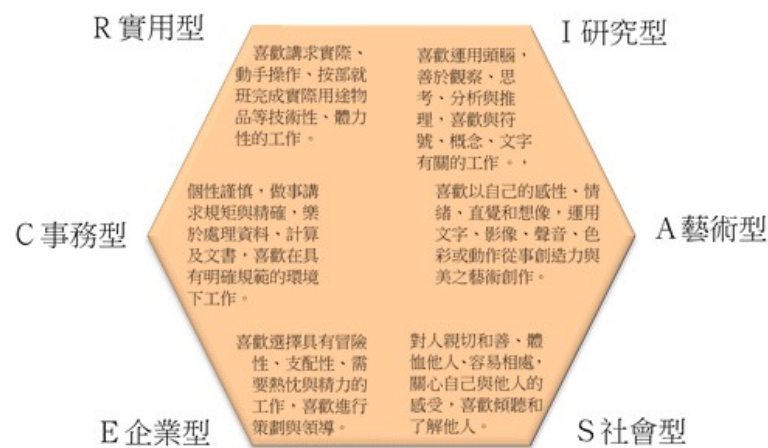 R 實用型
I 研究型
喜歡講求實際、
動手操作、按部就
班完成實際用途物
品等技術性、體力
性的工作。
喜歡運用頭腦，
善於觀察、思
考、分析與推
理，喜歡與符
號、概念、文字
有關的工作。，
C 事務型
個性謹慎，做事講
求規矩與精確，樂
於處理資料、計算
及文書，喜歡在具
有明確規範的環境
下工作。
喜歡以自己的感性、情
緒、直覺和想像，運用
文字、影像、聲音、色
彩或動作從事創造力與
美之藝術創作。
A 藝術型
喜歡選擇具有冒險
性、支配性、需
要熱忱與精力的
工作，喜歡進行
策劃與領導。
對人親切和善、體
恤他人、容易相處，
關心自己與他人的
感受，喜歡傾聽和
了解他人。
E 企業型
S 社會型